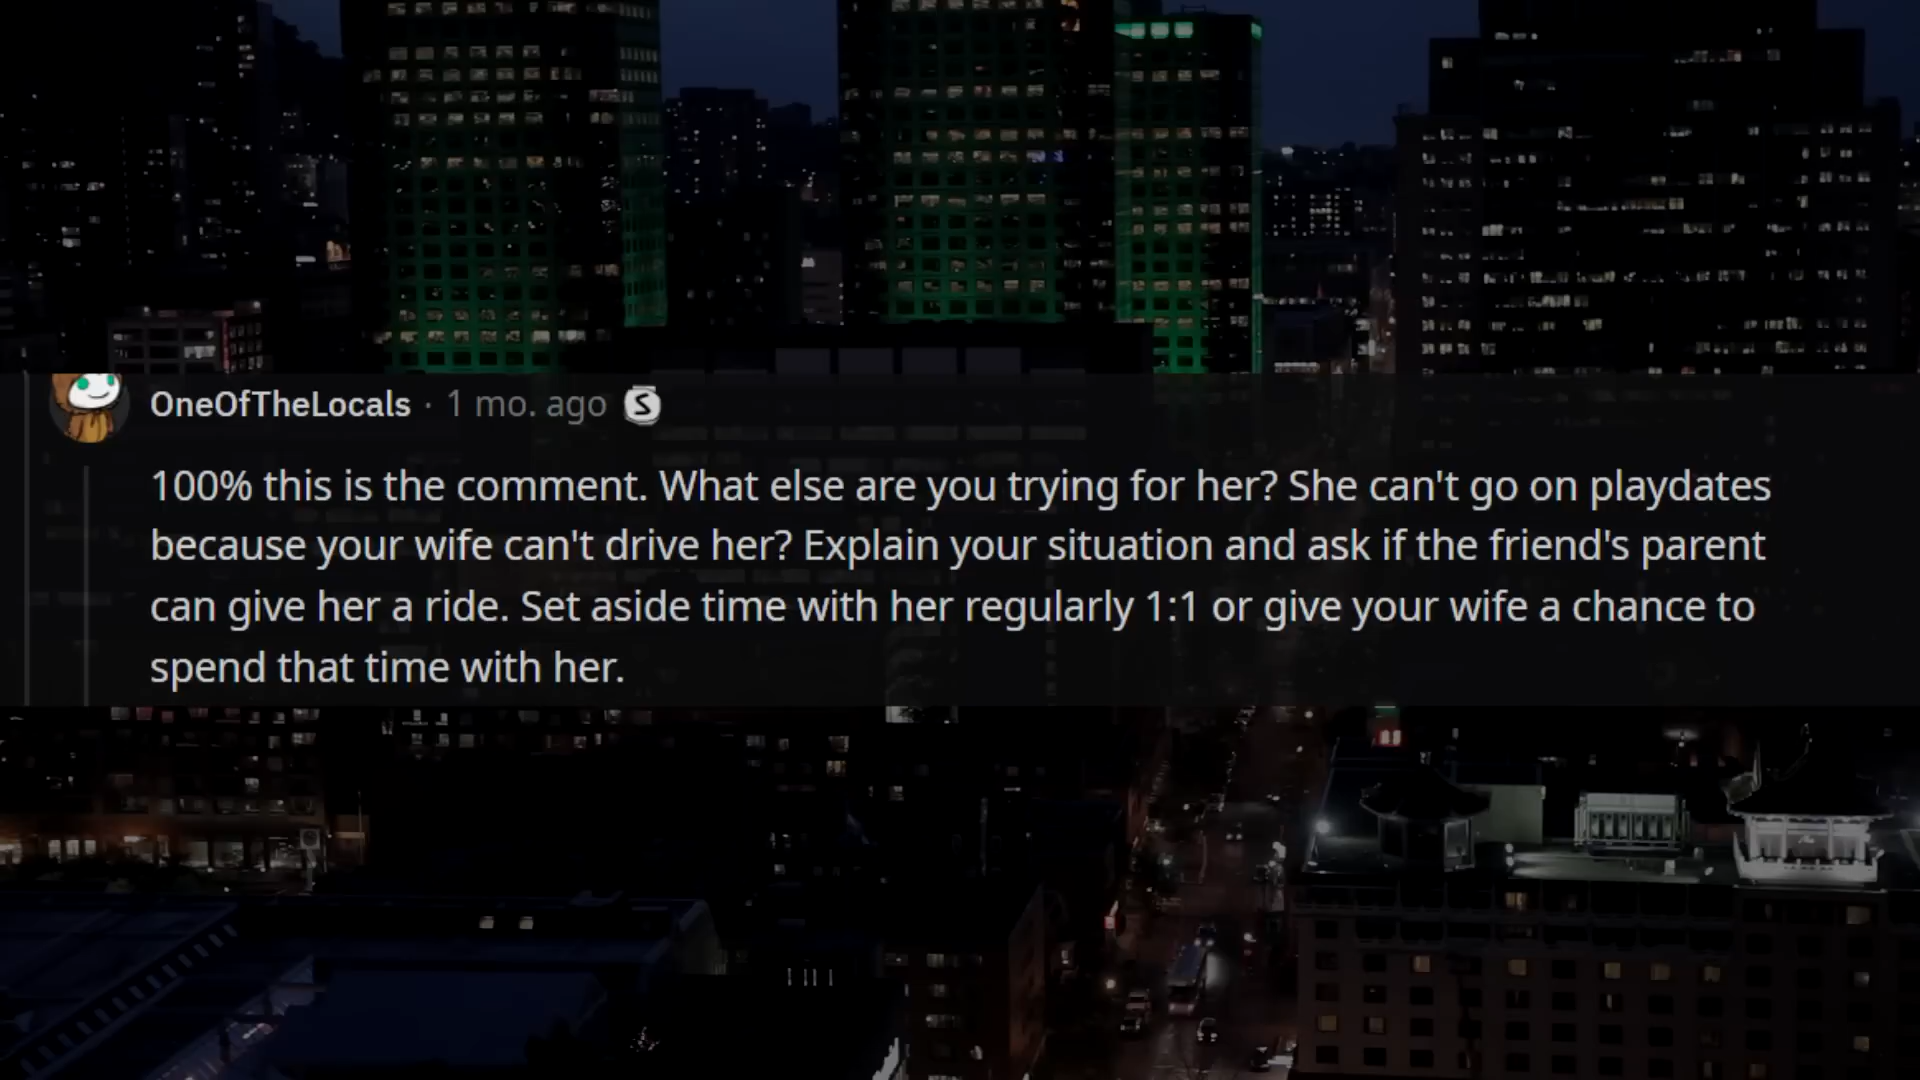 OneOfTheLocals · 1 mo. ago S
100% this is the comment. What else are you trying for her? She can't go on playdates
because your wife can't drive her? Explain your situation and ask if the friend's parent
can give her a ride. Set aside time with her regularly 1:1 or give your wife a chance to
spend that time with her.